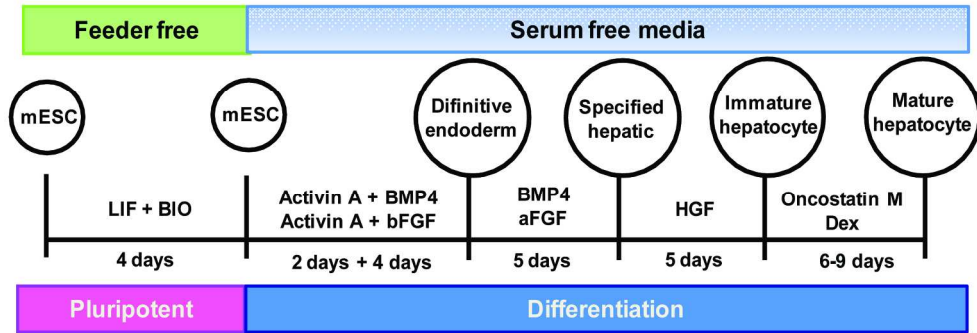 Feeder free
Serum free media
mESC
mESC
Difinitive
endoderm
Specified
hepatic
Immature
hepatocyte
Mature
hepatocyte
LIF + BIO
Activin A + BMP4
Activin A + bFGF
BMP4
aFGF
HGF
Oncostatin M
Dex
4 days
2 days + 4 days
5 days
5 days
6-9 days
Pluripotent
Differentiation